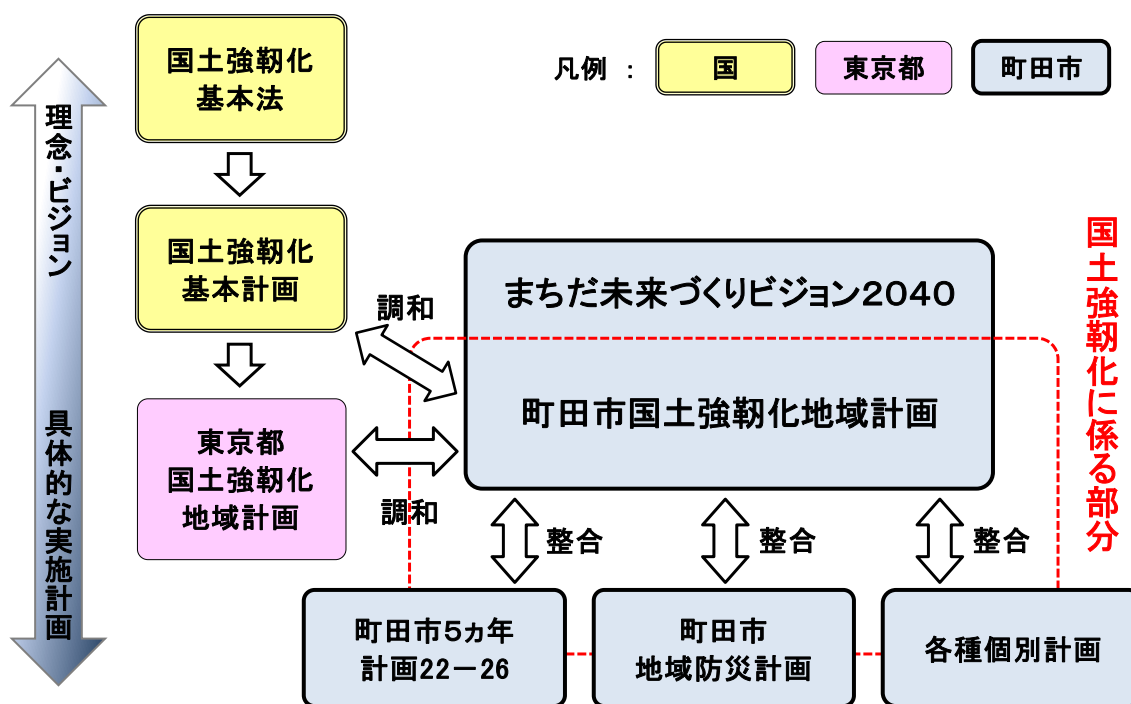 国土強靭化
基本法
凡例 ：
国
東京都
町田市
理念・ビジョン
具体的な実施計画
国土強靭化
基本計画
調和
まちだ未来づくりビジョン2040
町田市国土強靭化地域計画
国土強靭化に係る部分
東京都
国土強靭化
地域計画
調和
整合
整合
整合
町田市5ヵ年
計画22－26
町田市
地域防災計画
各種個別計画